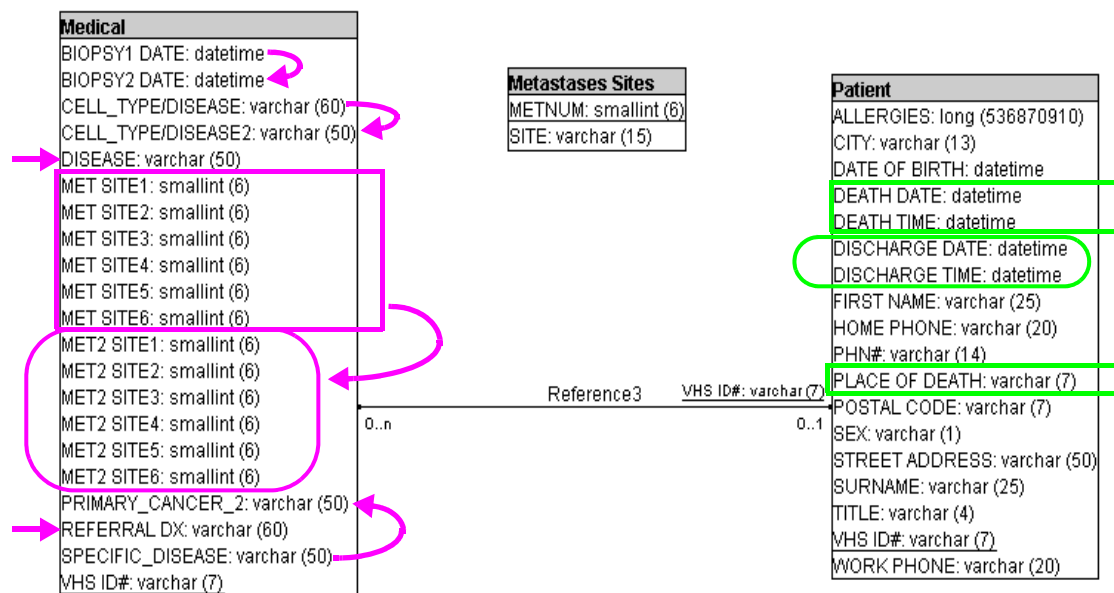 Medical
BIOPSY1 DATE: datetime
BIOPSY2 DATE: datetime
CELL_TYPE/DISEASE: varchar (60)
CELL_TYPE/DISEASE2: varchar (50)
DISEASE: varchar (50)
MET SITE1: smallint (6)
MET SITE2: smallint (6)
MET SITE3: smallint (6)
MET SITE4: smallint (6)
MET SITE5: smallint (6)
MET SITE6: smallint (6)
MET2 SITE1: smallint (6)
MET2 SITE2: smallint (6)
MET2 SITE3: smallint (6)
MET2 SITE4: smallint (6)
MET2 SITE5: smallint (6)
MET2 SITE6: smallint (6)
PRIMARY_CANCER_2: varchar (50)
REFERRAL DX: varchar (60)
SPECIFIC_DISEASE: varchar (50)
VHS ID#: varchar (7)
Metastases Sites
METNUM: smallint (6)
SITE: varchar (15)
Reference3
VHS ID#: varchar (7)
0..n
0..1
Patient
ALLERGIES: long (536870910)
CITY: varchar (13)
DATE OF BIRTH: datetime
DEATH DATE: datetime
DEATH TIME: datetime
DISCHARGE DATE: datetime
DISCHARGE TIME: datetime
FIRST NAME: varchar (25)
HOME PHONE: varchar (20)
PHN#: varchar (14)
PLACE OF DEATH: varchar (7)
POSTAL CODE: varchar (7)
SEX: varchar (1)
STREET ADDRESS: varchar (50)
SURNAME: varchar (25)
TITLE: varchar (4)
VHS ID#: varchar (7)
WORK PHONE: varchar (20)